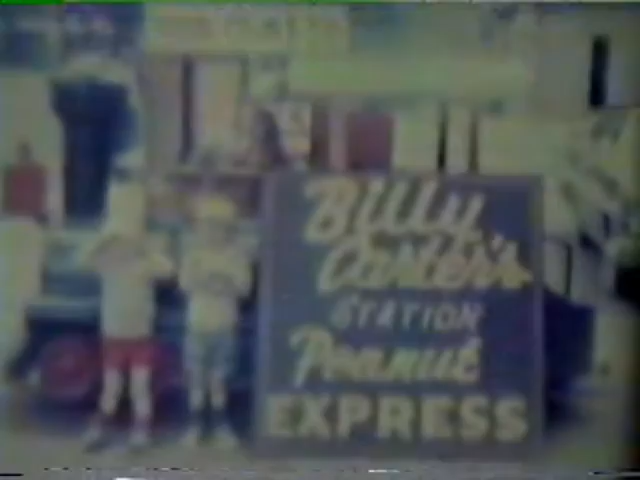 Billy
Carter's
STATION
Peanut
EXPRESS